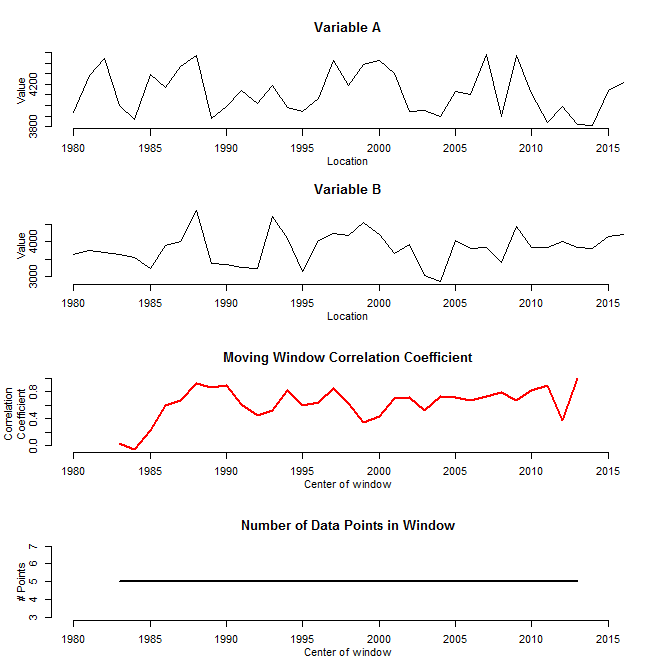 Variable A
Value
4200
3800
1980 1985 1990 1995 2000 2005 2010 2015
Location
Variable B
Value
4000
3000
1980 1985 1990 1995 2000 2005 2010 2015
Location
Moving Window Correlation Coefficient
Correlation
Coefficient
0.8
0.4
0.0
1980 1985 1990 1995 2000 2005 2010 2015
Center of window
Number of Data Points in Window
# Points
7
6
5
4
3
1980 1985 1990 1995 2000 2005 2010 2015
Center of window